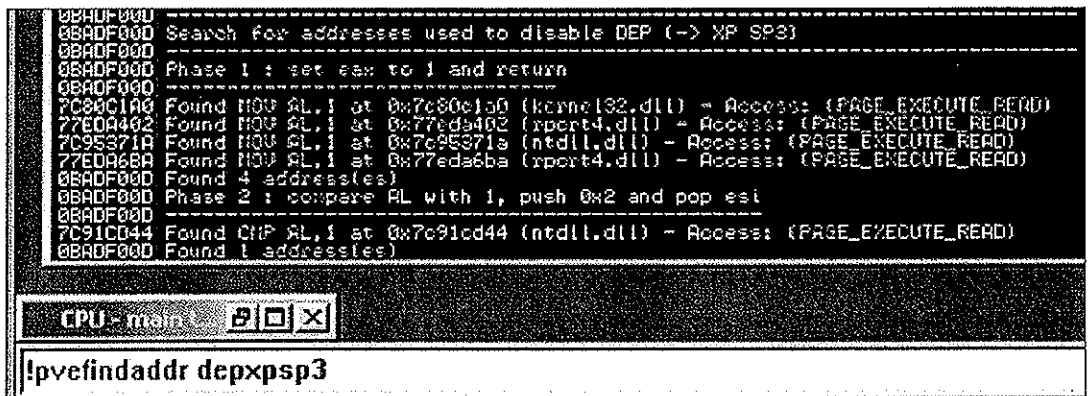 0BADF00D --------------------------------------------------------------------------
0BADF00D Search for addresses used to disable DEP (-> XP SP3)
0BADF00D --------------------------------------------------------------------------
0BADF00D Phase 1 : set eax to 1 and return
0BADF00D --------------------------------
7C80C1A0 Found MOV AL,1 at 0x7c80c1a0 (kernel32.dll) - Access: (PAGE_EXECUTE_READ)
77EDA402 Found MOV AL,1 at 0x77eda402 (rpcrt4.dll) - Access: (PAGE_EXECUTE_READ)
7C95371A Found MOV AL,1 at 0x7c95371a (ntdll.dll) - Access: (PAGE_EXECUTE_READ)
77EDA6BA Found MOV AL,1 at 0x77eda6ba (rpcrt4.dll) - Access: (PAGE_EXECUTE_READ)
0BADF00D Found 4 address(es)
0BADF00D Phase 2 : compare AL with 1, push 0x2 and pop esi
0BADF00D --------------------------------------------------
7C91CD44 Found CMP AL,1 at 0x7c91cd44 (ntdll.dll) - Access: (PAGE_EXECUTE_READ)
0BADF00D Found 1 address(es)
CPU - main
!pvefindaddr depxpsp3